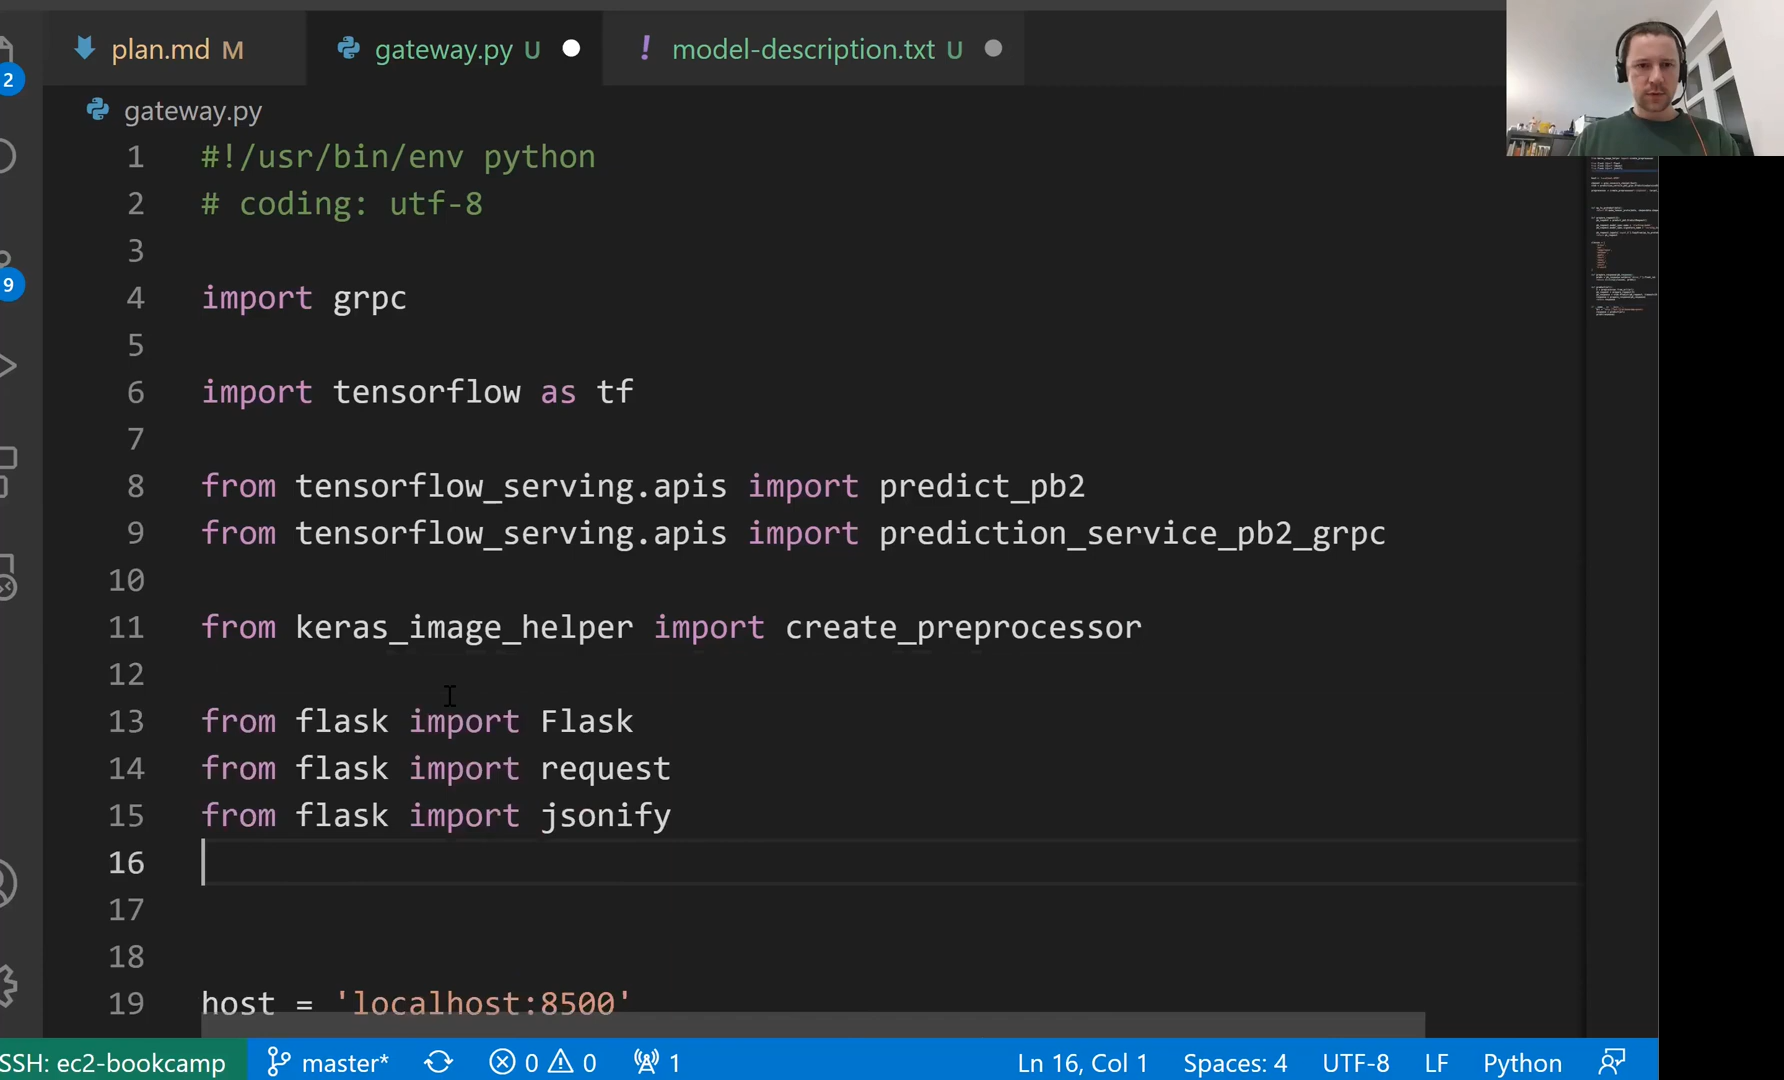 plan.md M
gateway.py U
! model-description.txt U
2
gateway.py
1 #!/usr/bin/env python
2 # coding: utf-8
3
4 import grpc
5
6 import tensorflow as tf
7
8 from tensorflow_serving.apis import predict_pb2
9 from tensorflow_serving.apis import prediction_service_pb2_grpc
9
10
11 from keras_image_helper import create_preprocessor
12
13 from flask import Flask
14 from flask import request
15 from flask import jsonify
16
17
18
19 host = 'localhost:8500'
SSH: ec2-bookcamp master* 0 0 1 Ln 16, Col 1 Spaces: 4 UTF-8 LF Python